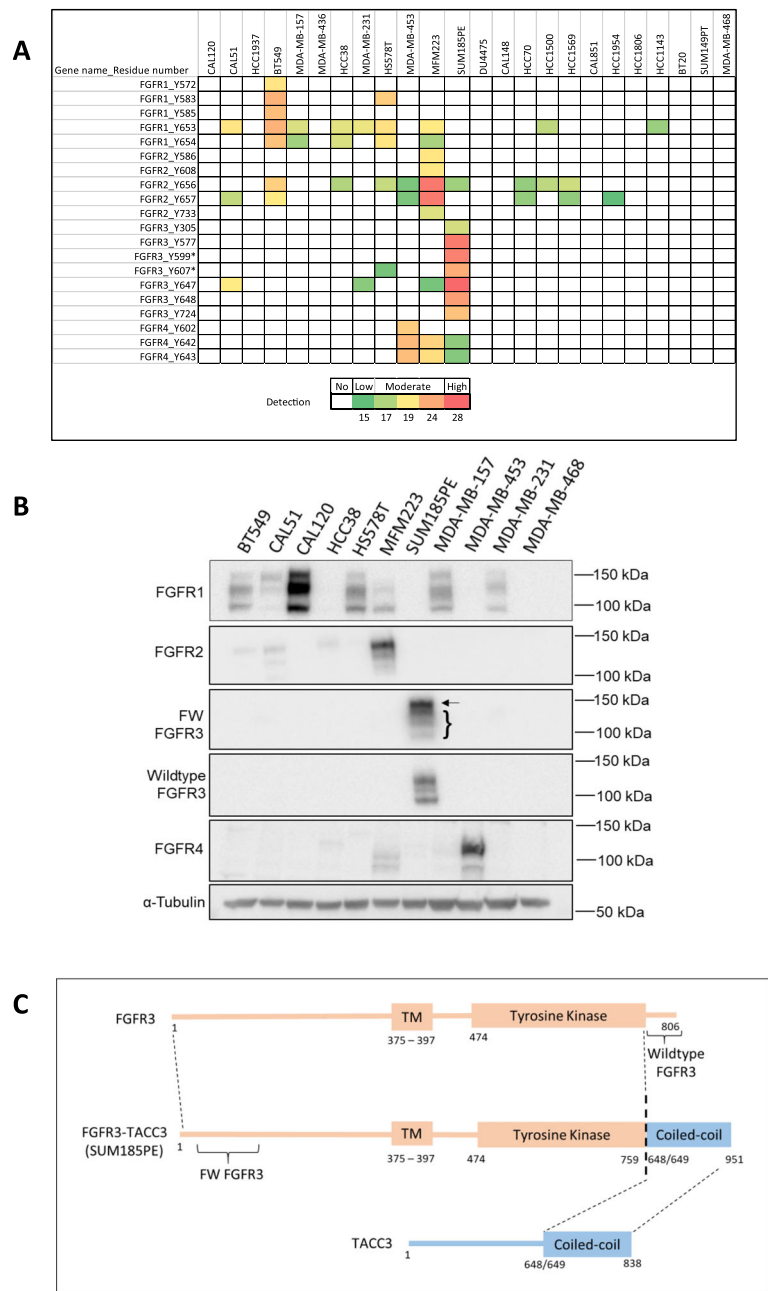 A
Gene name_Residue number
CAL120
CAL51
HCC1937
BT549
MDA-MB-157
MDA-MB-436
HCC38
MDA-MB-231
HS578T
MDA-MB-453
MFM223
SUM185PE
DU4475
CAL148
HCC70
HCC1500
HCC1569
CAL851
HCC1954
HCC1806
HCC1143
BT20
SUM149PT
MDA-MB-468
FGFR1_Y572
FGFR1_Y583
FGFR1_Y585
FGFR1_Y653
FGFR1_Y654
FGFR2_Y586
FGFR2_Y608
FGFR2_Y656
FGFR2_Y657
FGFR2_Y733
FGFR3_Y305
FGFR3_Y577
FGFR3_Y599*
FGFR3_Y607*
FGFR3_Y647
FGFR3_Y648
FGFR3_Y724
FGFR4_Y602
FGFR4_Y642
FGFR4_Y643
No Low Moderate High
Detection
15 17 19 24 28
B
BT549
CAL51
CAL120
HCC38
HS578T
MFM223
SUM185PE
MDA-MB-157
MDA-MB-453
MDA-MB-231
MDA-MB-468
FGFR1
150 kDa
100 kDa
FGFR2
150 kDa
100 kDa
FW
FGFR3
150 kDa
100 kDa
Wildtype
FGFR3
150 kDa
100 kDa
FGFR4
150 kDa
100 kDa
α-Tubulin
50 kDa
C
FGFR3 TM Tyrosine Kinase
1 375 – 397 474 806
Wildtype
FGFR3
FGFR3-TACC3
(SUM185PE)
TM Tyrosine Kinase Coiled-coil
1 375 – 397 474 759 648/649 951
FW FGFR3
TACC3 Coiled-coil
1 648/649 838